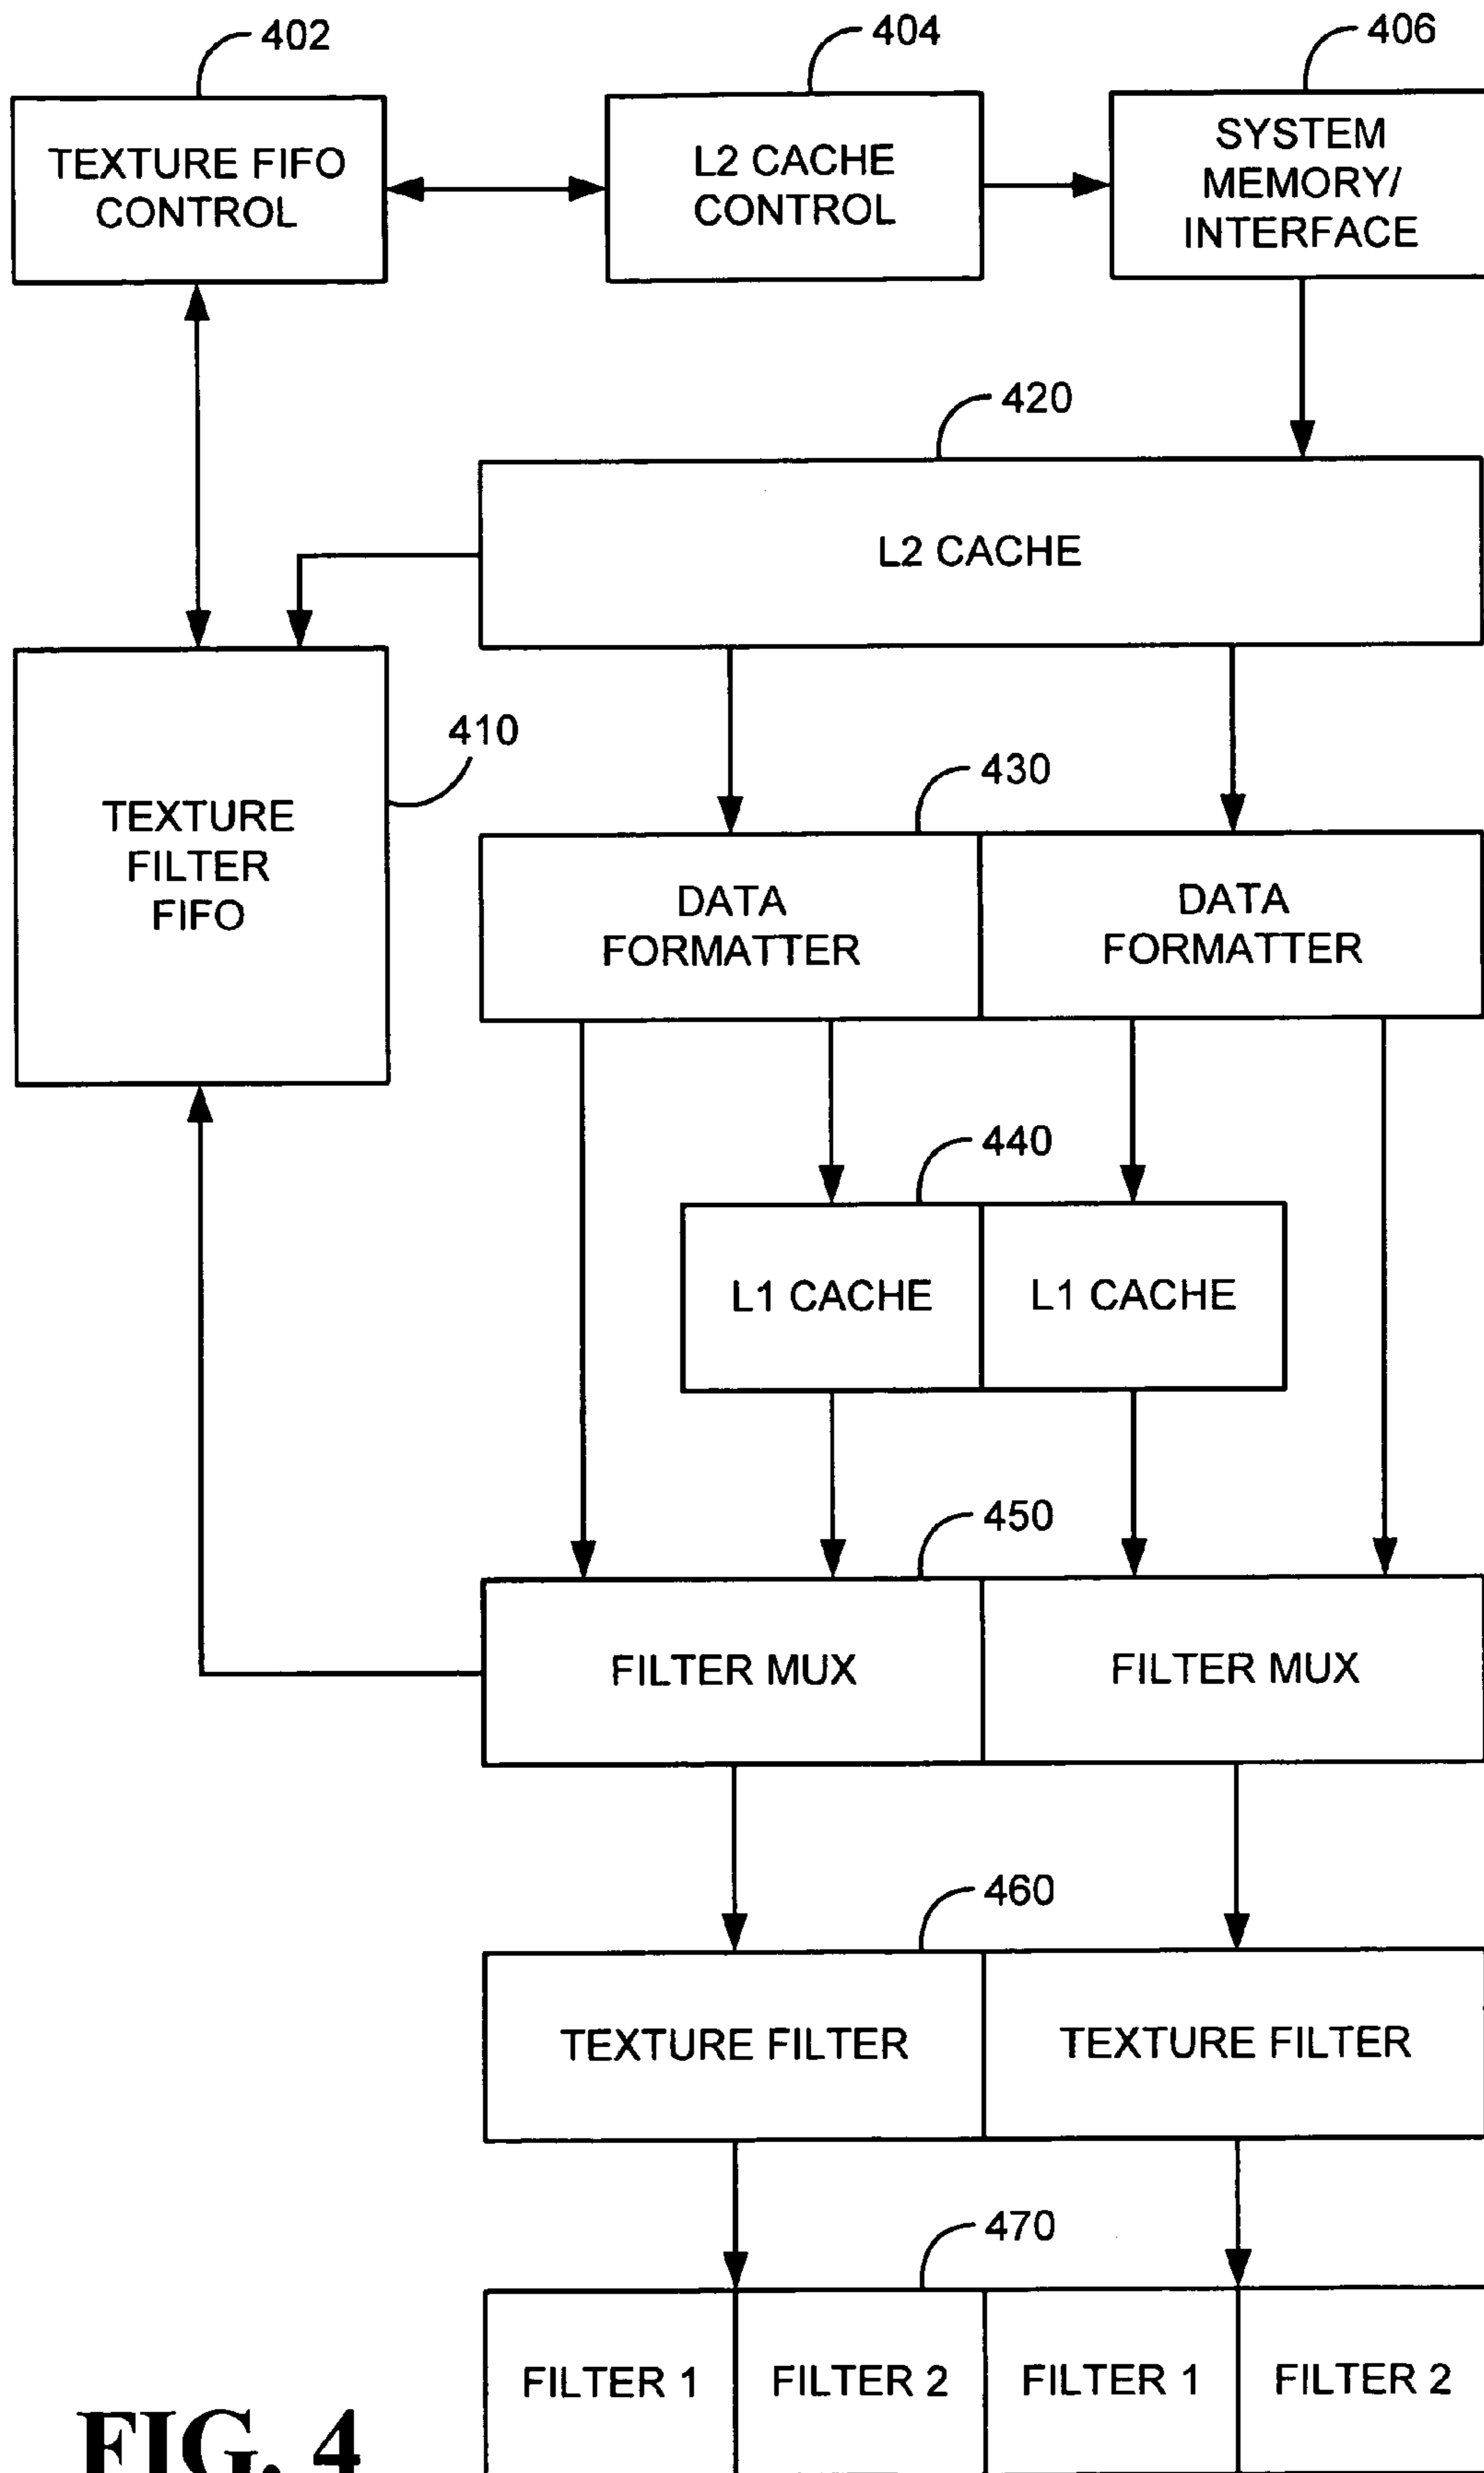 402
404
406
TEXTURE FIFO
CONTROL
L2 CACHE
CONTROL
SYSTEM
MEMORY/
INTERFACE
420
L2 CACHE
410
TEXTURE
FILTER
FIFO
430
DATA
FORMATTER
DATA
FORMATTER
440
L1 CACHE
L1 CACHE
450
FILTER MUX
FILTER MUX
460
TEXTURE FILTER
TEXTURE FILTER
470
FILTER 1
FILTER 2
FILTER 1
FILTER 2
FIG. 4